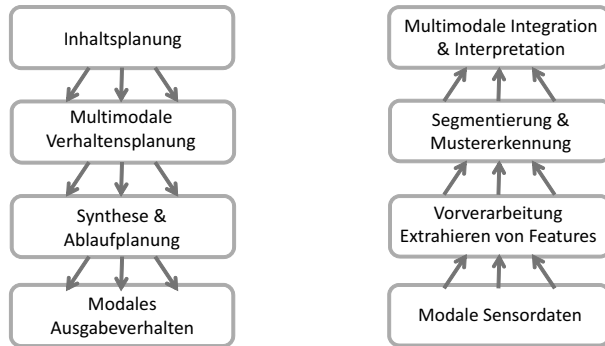 Inhaltsplanung
Multimodale
Verhaltensplanung
Synthese &
Ablaufplanung
Modales
Ausgabeverhalten
Multimodale Integration
& Interpretation
Segmentierung &
Mustererkennung
Vorverarbeitung
Extrahieren von Features
Modale Sensordaten